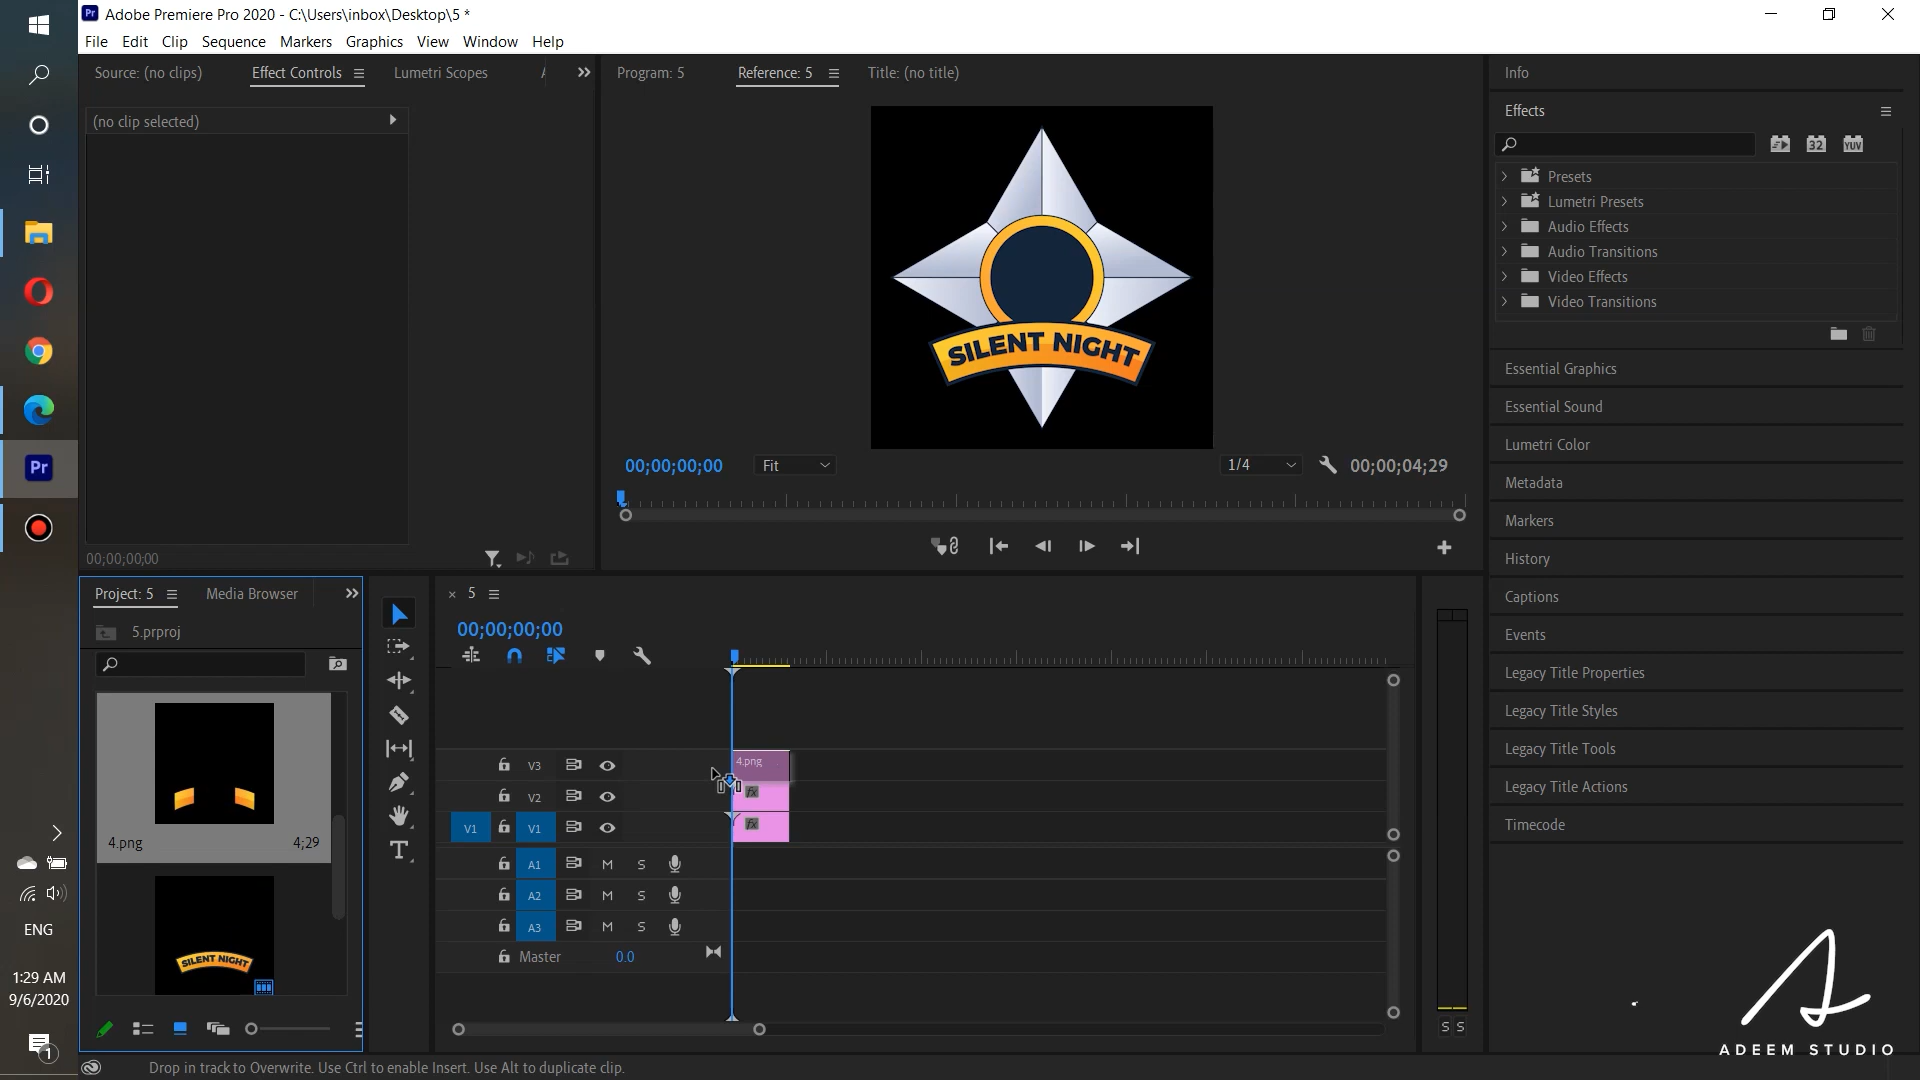 Adobe Premiere Pro 2020 - C:\Users\inbox\Desktop\5 *
File Edit Clip Sequence Markers Graphics View Window Help
Source: (no clips) Effect Controls Lumetri Scopes
Program: 5 Reference: 5 Title: (no title)
Info
(no clip selected)
Effects
32 YUV
Presets
Lumetri Presets
Audio Effects
Audio Transitions
Video Effects
Video Transitions
SILENT NIGHT
Essential Graphics
Essential Sound
Lumetri Color
Metadata
Markers
History
Captions
Events
Legacy Title Properties
Legacy Title Styles
Legacy Title Tools
Legacy Title Actions
Timecode
00;00;00;00 Fit 1/4 00;00;04;29
00;00;00;00
Pr
Project: 5 Media Browser
5.prproj
4.png 4;29
SILENT NIGHT
5
00;00;00;00
V3 4.png
V2 fx
V1 V1 fx
A1 M S
A2 M S
A3 M S
Master 0.0
S S
ENG
1:29 AM
9/6/2020
1
Drop in track to Overwrite. Use Ctrl to enable Insert. Use Alt to duplicate clip.
ADEEM STUDIO